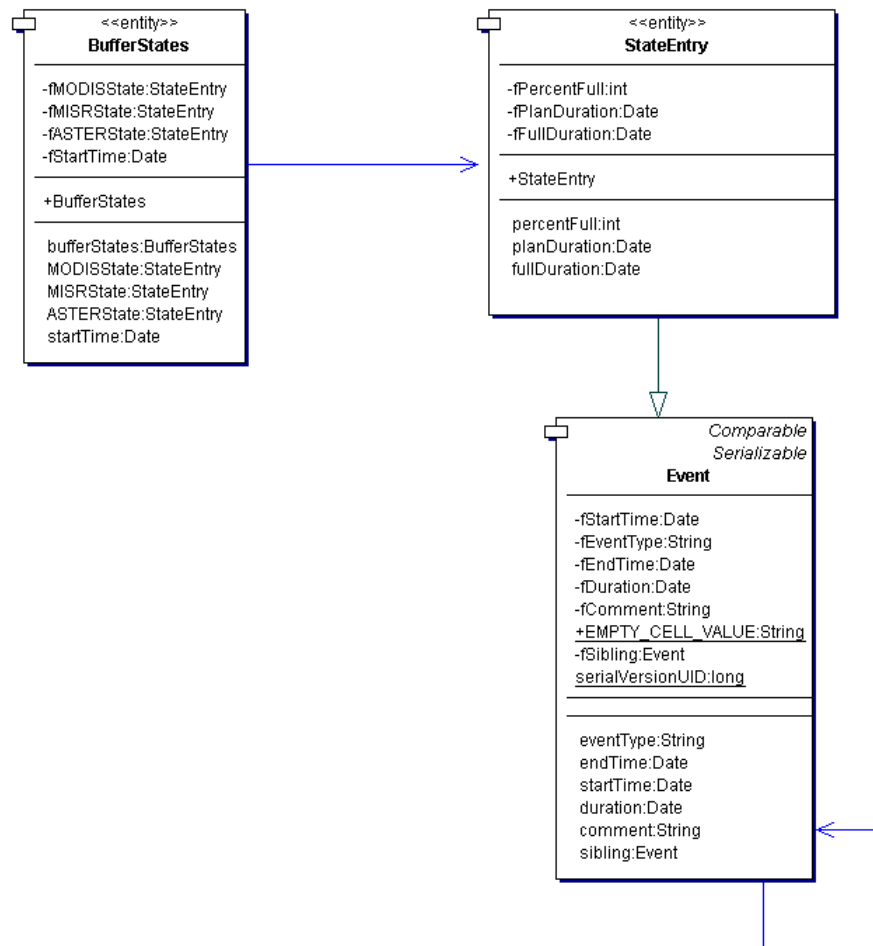 <<entity>>
BufferStates
-fMODISState:StateEntry
-fMISRState:StateEntry
-fASTERState:StateEntry
-fStartTime:Date
+BufferStates
bufferStates:BufferStates
MODISState:StateEntry
MISRState:StateEntry
ASTERState:StateEntry
startTime:Date
<<entity>>
StateEntry
-fPercentFull:int
-fPlanDuration:Date
-fFullDuration:Date
+StateEntry
percentFull:int
planDuration:Date
fullDuration:Date
Comparable
Serializable
Event
-fStartTime:Date
-fEventType:String
-fEndTime:Date
-fDuration:Date
-fComment:String
+EMPTY_CELL_VALUE:String
-fSibling:Event
serialVersionUID:long
eventType:String
endTime:Date
startTime:Date
duration:Date
comment:String
sibling:Event